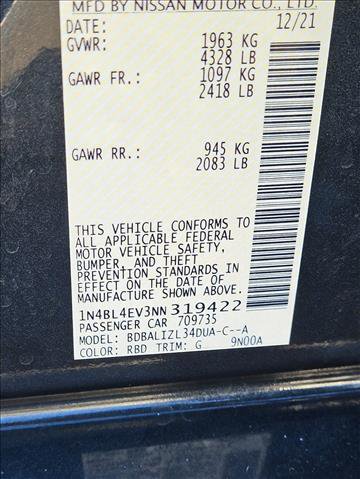 MFD BY NISSAN MOTOR CO., LTD.
DATE: 12/21
GVWR: 1963 KG
4328 LB
GAWR FR.: 1097 KG
2418 LB
GAWR RR.: 945 KG
2083 LB
THIS VEHICLE CONFORMS TO
ALL APPLICABLE FEDERAL
MOTOR VEHICLE SAFETY,
BUMPER, AND THEFT
PREVENTION STANDARDS IN
EFFECT ON THE DATE OF
MANUFACTURE SHOWN ABOVE.
1N4BL4EV3NN319422
PASSENGER CAR 709735
MODEL: BDBALIZL34DUA-C--A
COLOR: RBD TRIM: G 9N00A